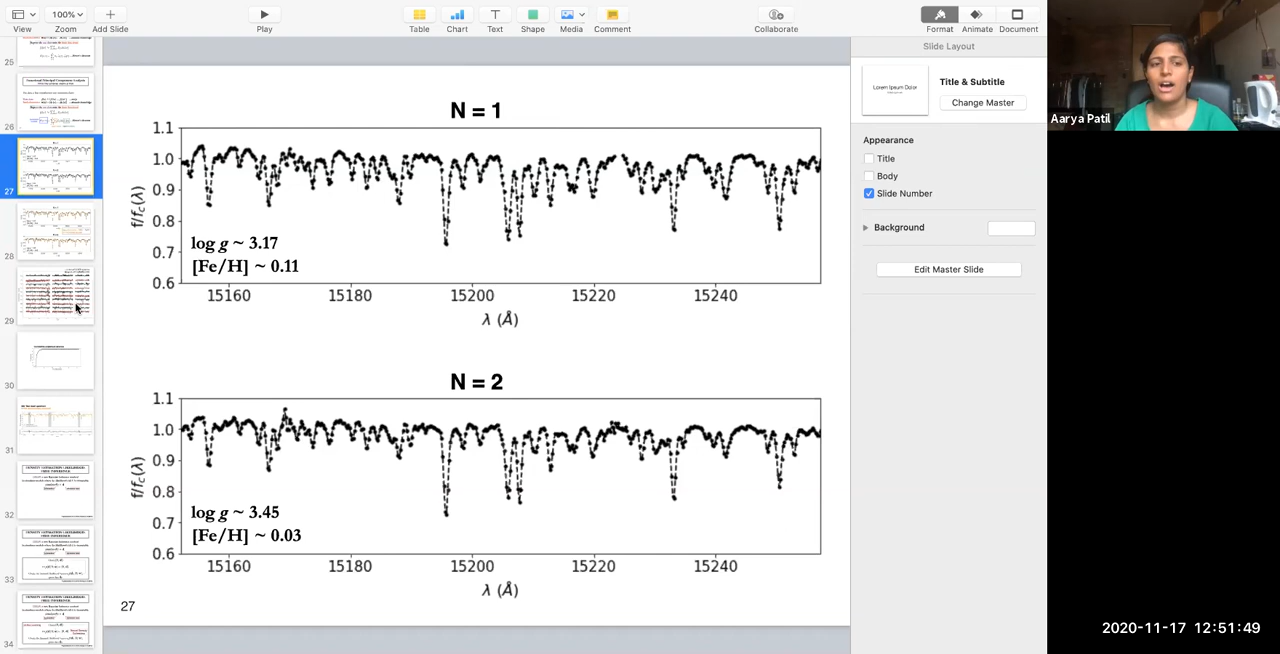 100%
View
Zoom
Add Slide
Play
Table
Chart
Text
Shape
Media
Comment
Collaborate
Format
Animate
Document
Slide Layout
Lorem Ipsum Dolor
Title & Subtitle
Change Master
Appearance
Title
Body
Slide Number
Background
Edit Master Slide
Aarya Patil
25
26
27
28
29
30
31
32
33
34
N = 1
1.1
1.0
0.9
0.8
0.7
0.6
f/fc(λ)
log g ~ 3.17
[Fe/H] ~ 0.11
15160 15180 15200 15220 15240
λ (Å)
N = 2
1.1
1.0
0.9
0.8
0.7
0.6
f/fc(λ)
log g ~ 3.45
[Fe/H] ~ 0.03
15160 15180 15200 15220 15240
λ (Å)
27
2020-11-17 12:51:49